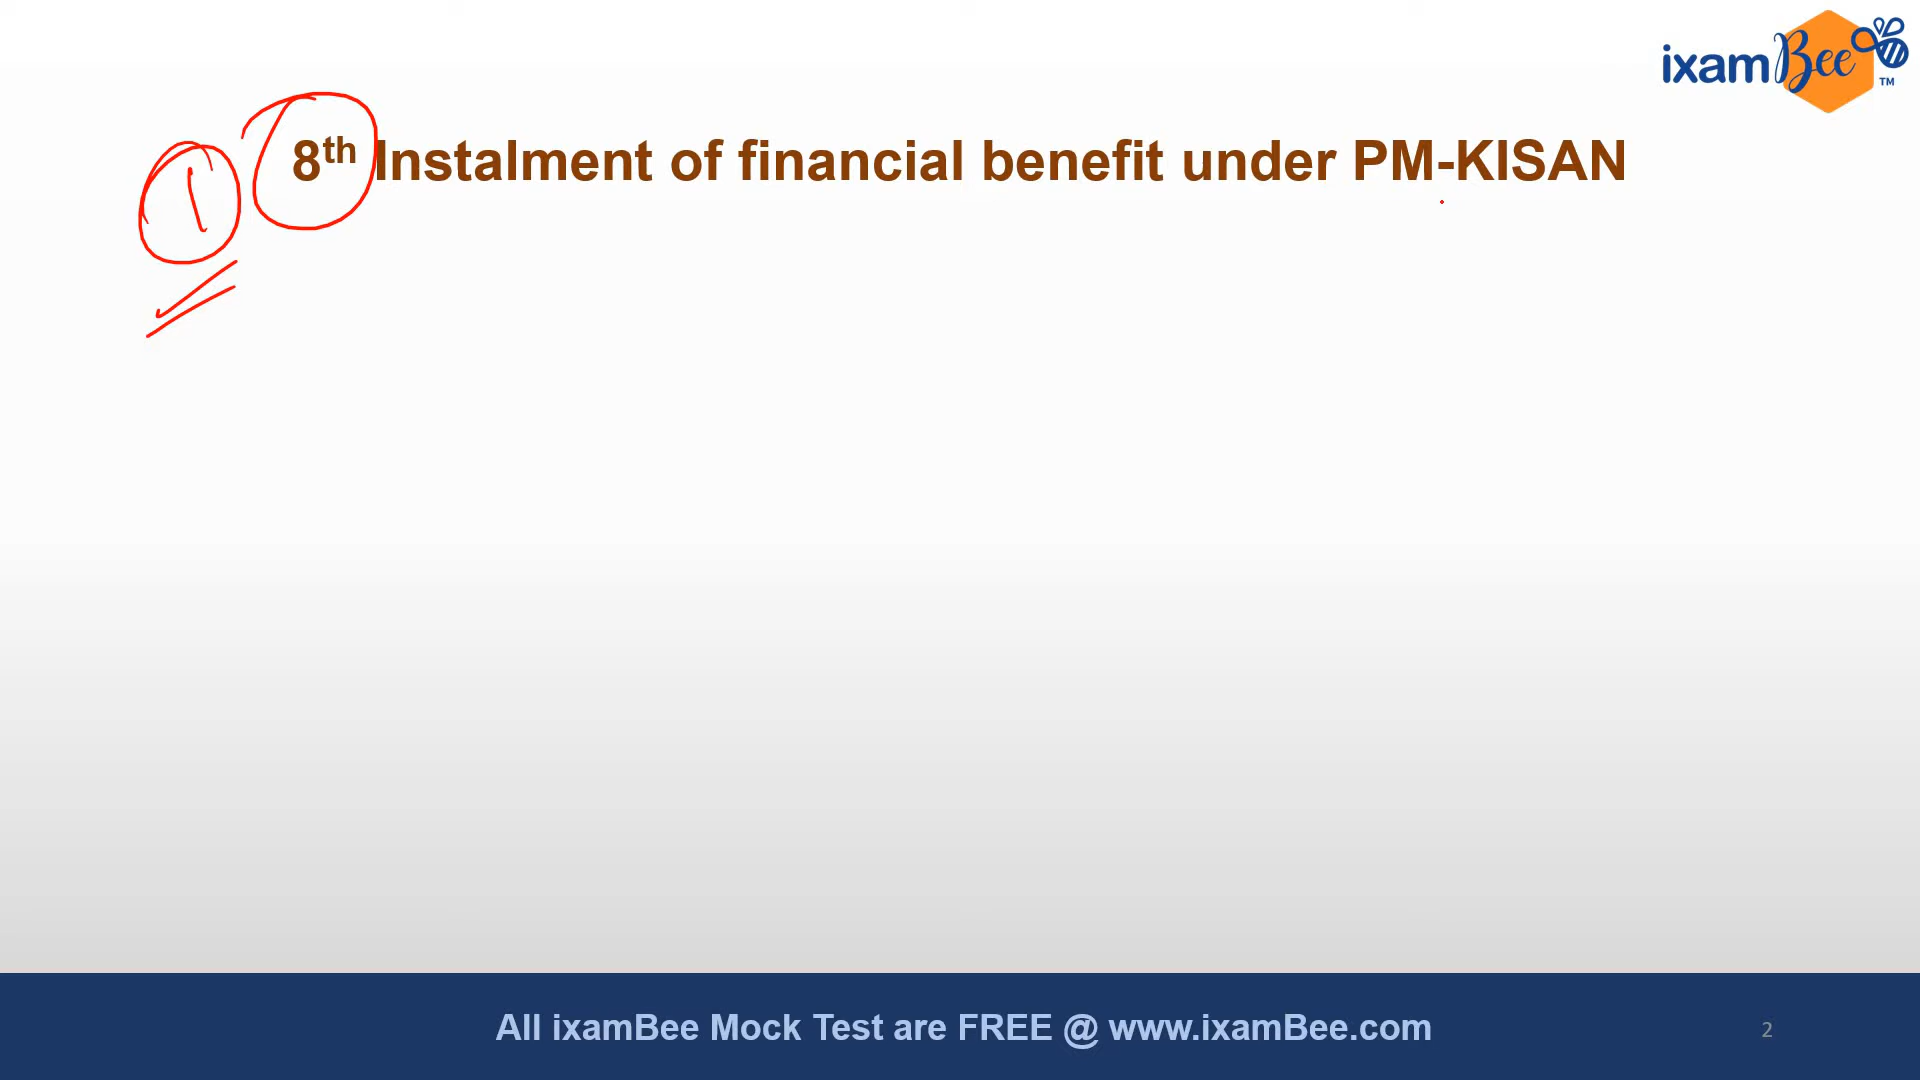 ixamBee
TM
1
8th Instalment of financial benefit under PM-KISAN
All ixamBee Mock Test are FREE @ www.ixamBee.com
2